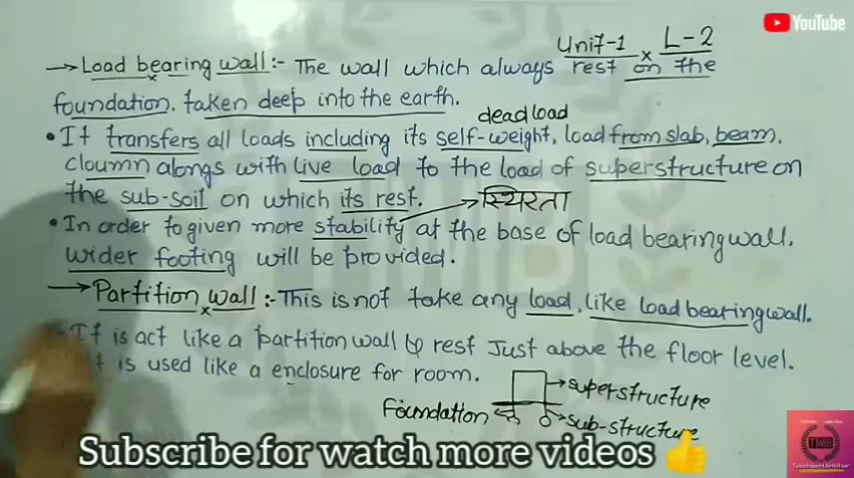 YouTube
Unit-1 x L-2
→ Load bearing wall :- The wall which always rest on the
foundation. taken deep into the earth.
dead load
• It transfers all loads including its self-weight, load from slab, beam.
cloumn alongs with live load to the load of superstructure on
the sub-soil on which its rest. → स्थिरता
• In order to given more stability at the base of load bearing wall.
wider footing will be provided.
→ Partition wall :- This is not take any load, like load bearing wall.
It is act like a partition wall & rest Just above the floor level.
It is used like a enclosure for room.
→ superstructure
Foundation ← → sub-structure
Subscribe for watch more videos 👍
TWB